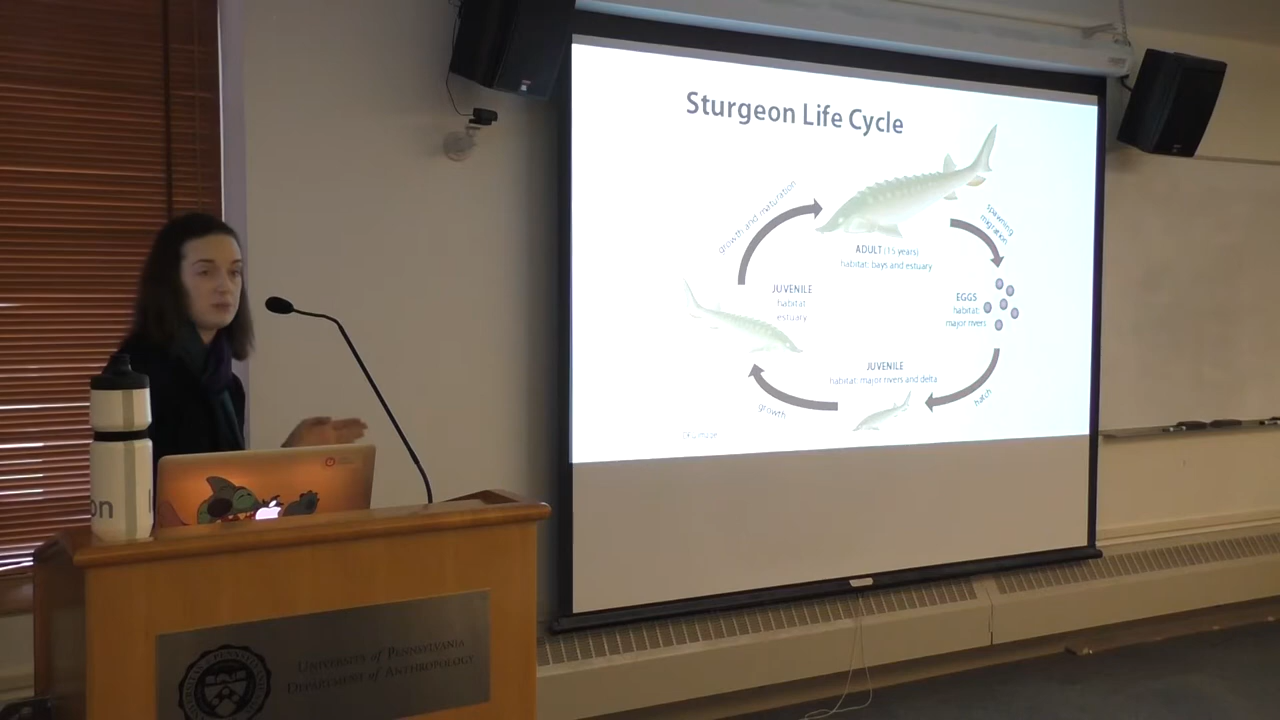 Sturgeon Life Cycle
growth and maturation
spawning
migration
ADULT (15 years)
habitat: bays and estuary
JUVENILE
habitat:
estuary
EGGS
habitat:
major rivers
JUVENILE
habitat: major rivers and delta
growth
hatch
on
UNIVERSITY of PENNSYLVANIA
DEPARTMENT of ANTHROPOLOGY